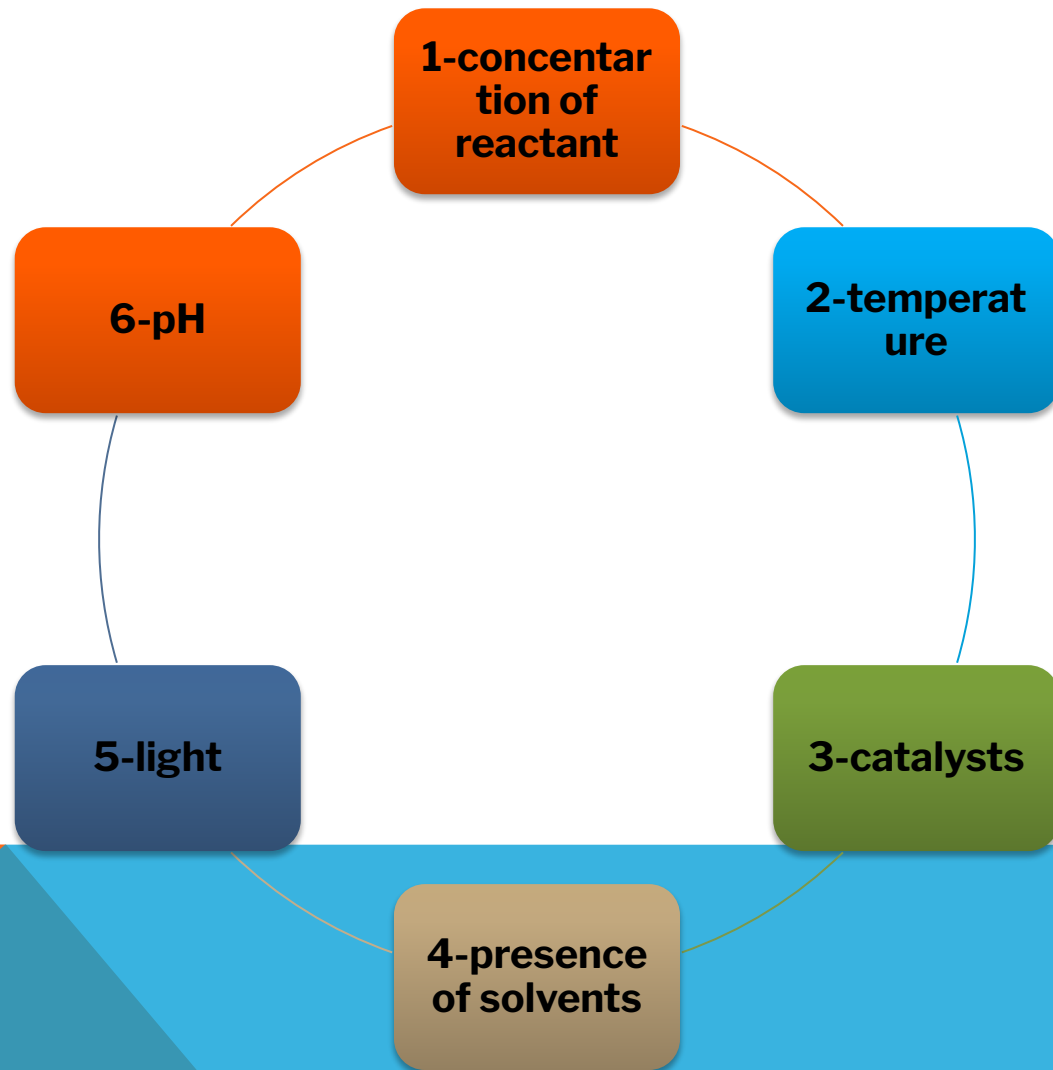 1-concentar
tion of
reactant
2-temperat
ure
3-catalysts
4-presence
of solvents
5-light
6-pH